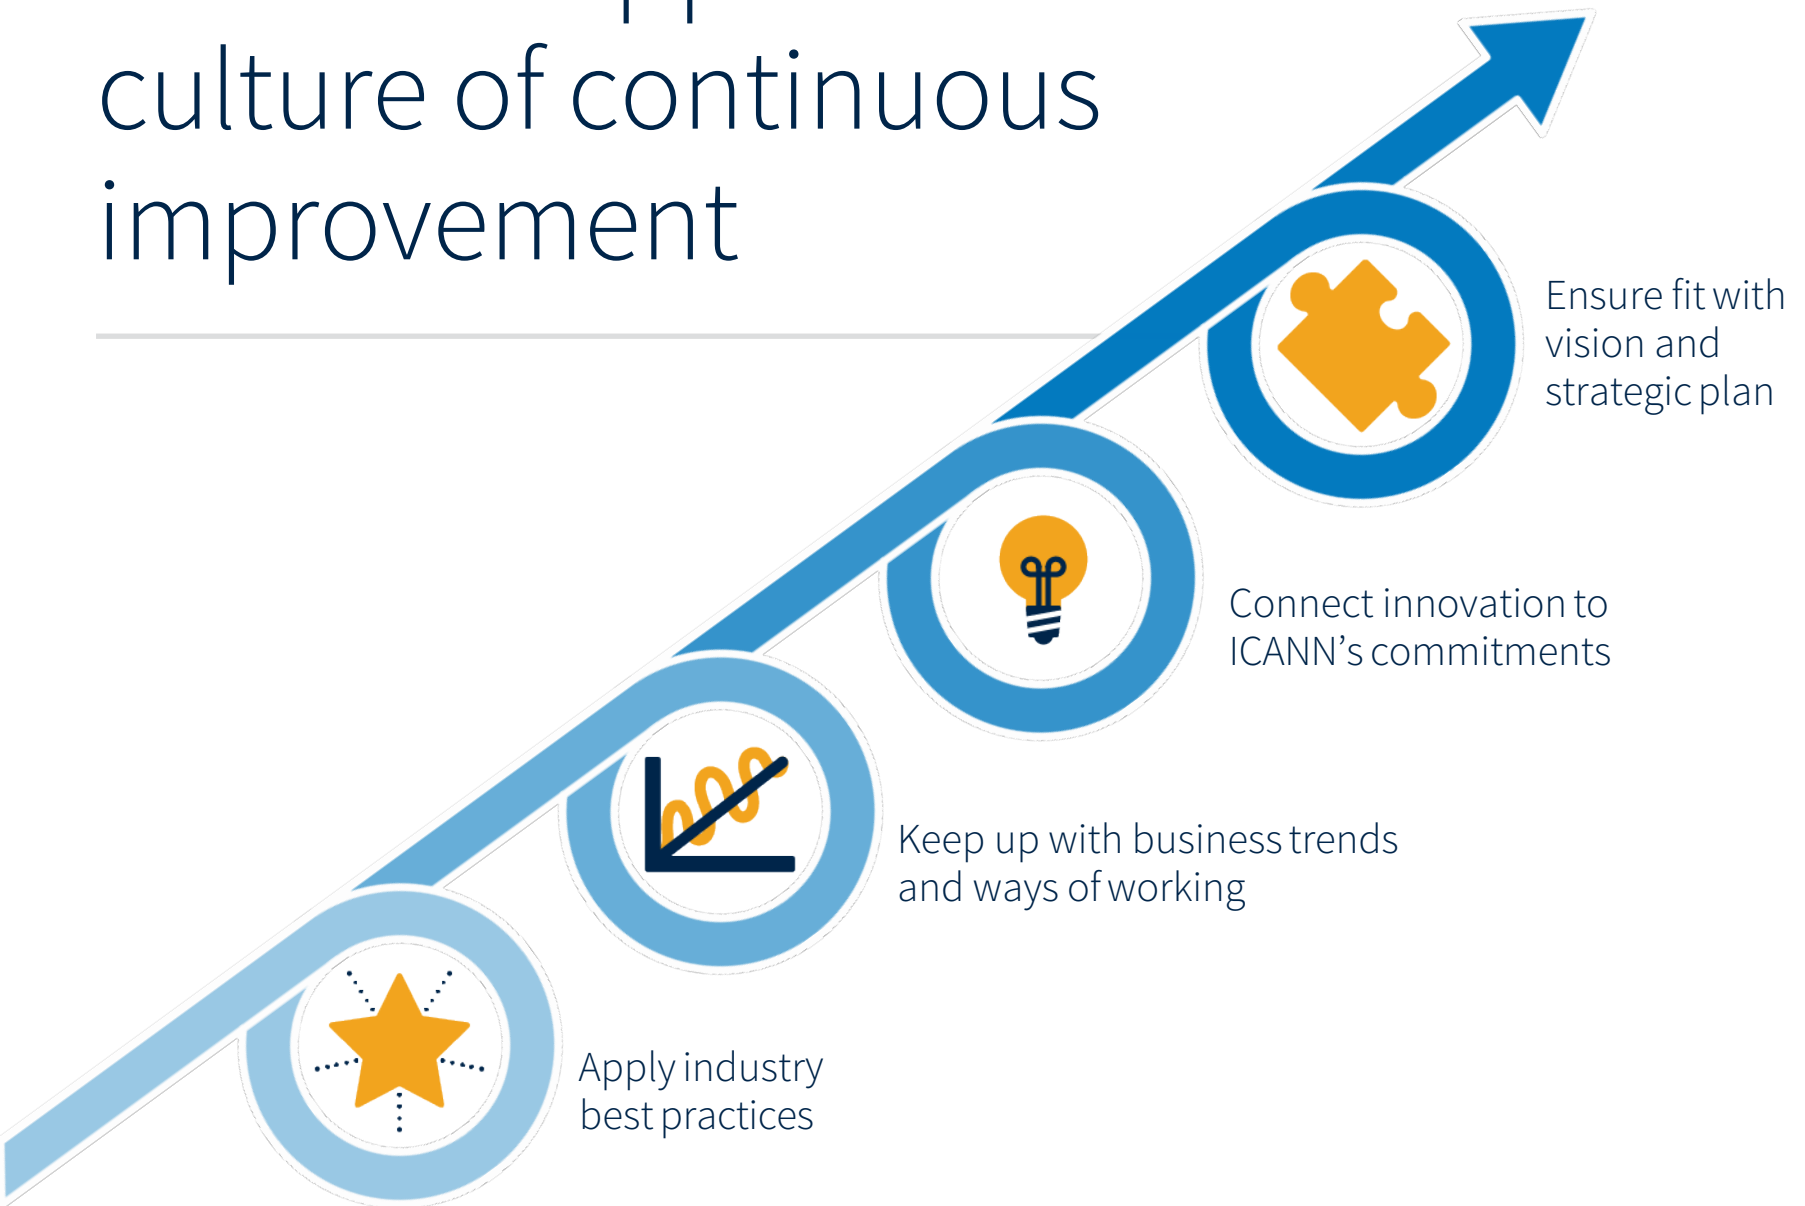 culture of continuous
improvement
Ensure fit with
vision and
strategic plan
Connect innovation to
ICANN’s commitments
Keep up with business trends
and ways of working
Apply industry
best practices